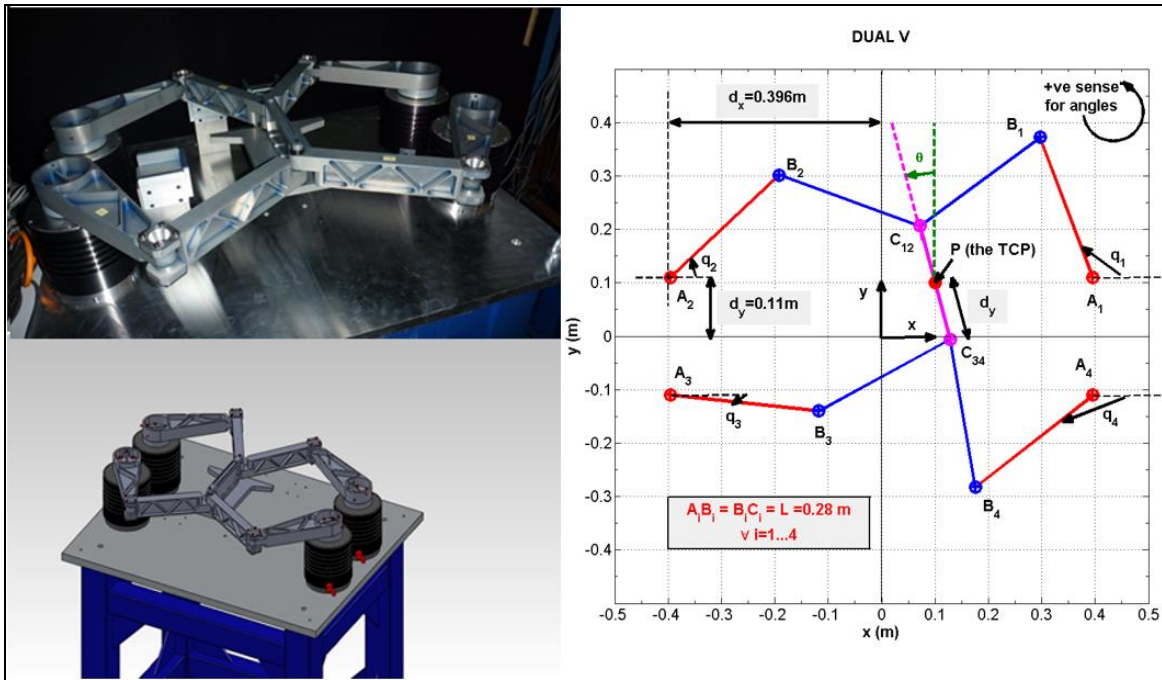 DUAL V
d_x=0.396m
+ve sense
for angles
θ
B_1
B_2
C_12
P (the TCP)
q_1
q_2
A_2
d_y=0.11m
y
d_y
A_1
x
C_34
A_3
A_4
q_3
B_3
q_4
B_4
A_iB_i = B_iC_i = L =0.28 m
∀ i=1...4
0.4
0.3
0.2
0.1
0
-0.1
-0.2
-0.3
-0.4
y (m)
-0.5 -0.4 -0.3 -0.2 -0.1 0 0.1 0.2 0.3 0.4 0.5
x (m)